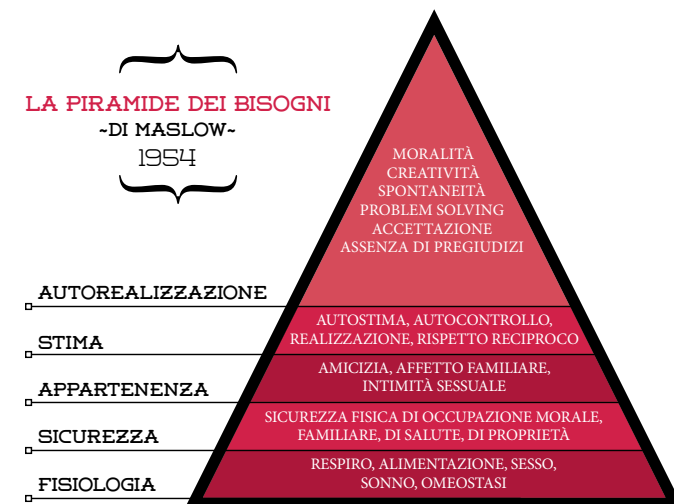 LA PIRAMIDE DEI BISOGNI
~DI MASLOW~
1954
MORALITÀ
CREATIVITÀ
SPONTANEITÀ
PROBLEM SOLVING
ACCETTAZIONE
ASSENZA DI PREGIUDIZI
AUTOREALIZZAZIONE
AUTOSTIMA, AUTOCONTROLLO,
REALIZZAZIONE, RISPETTO RECIPROCO
STIMA
AMICIZIA, AFFETTO FAMILIARE,
INTIMITÀ SESSUALE
APPARTENENZA
SICUREZZA FISICA DI OCCUPAZIONE MORALE,
FAMILIARE, DI SALUTE, DI PROPRIETÀ
SICUREZZA
RESPIRO, ALIMENTAZIONE, SESSO,
SONNO, OMEOSTASI
FISIOLOGIA